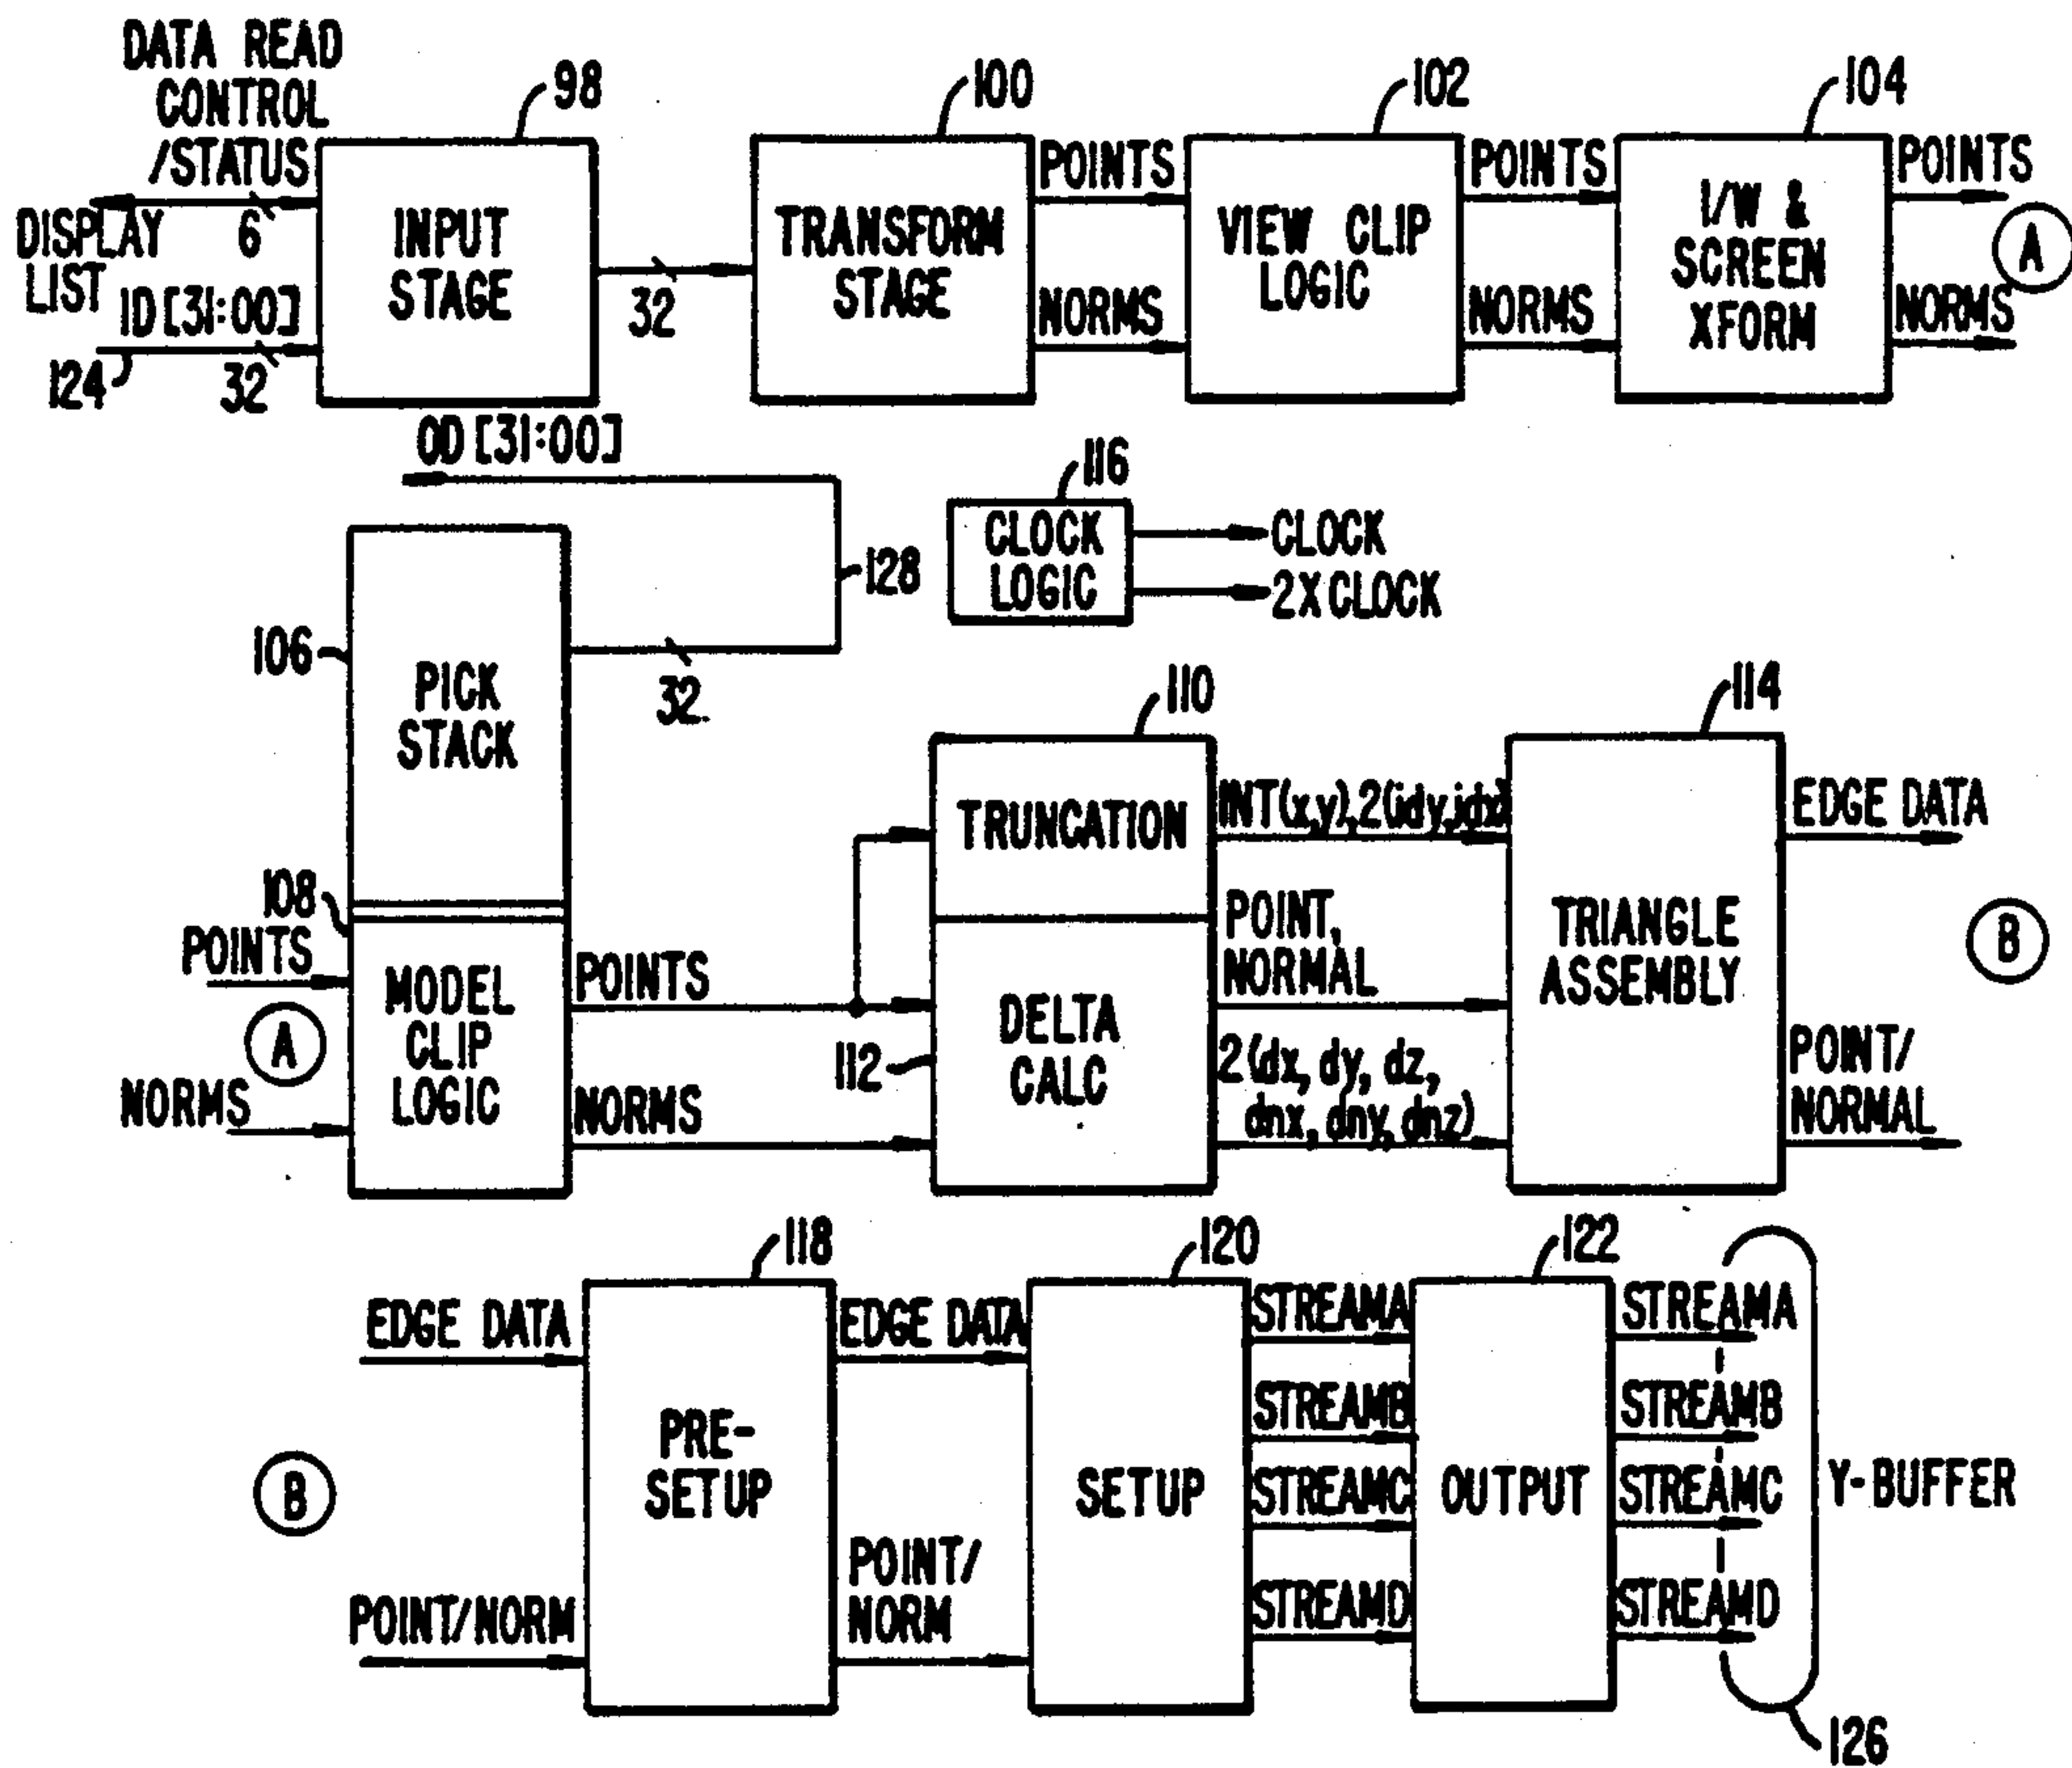 DATA READ
CONTROL
/STATUS
98
100
102
104
DISPLAY
LIST
6
ID [31:00]
124
32
INPUT
STAGE
32
TRANSFORM
STAGE
POINTS
NORMS
VIEW CLIP
LOGIC
POINTS
NORMS
I/W &
SCREEN
XFORM
POINTS
A
NORMS
OD [31:00]
128
32
116
CLOCK
LOGIC
CLOCK
2X CLOCK
106
PICK
STACK
108
POINTS
A
NORMS
MODEL
CLIP
LOGIC
POINTS
NORMS
110
TRUNCATION
112
DELTA
CALC
INT(x,y), 2(idy,idx)
POINT,
NORMAL
2(dx, dy, dz,
dnx, dny, dnz)
114
TRIANGLE
ASSEMBLY
EDGE DATA
B
POINT/
NORMAL
118
120
122
EDGE DATA
B
POINT/NORM
PRE-
SETUP
EDGE DATA
POINT/
NORM
SETUP
STREAMA
STREAMB
STREAMC
STREAMD
OUTPUT
STREAMA
STREAMB
STREAMC
STREAMD
Y-BUFFER
126